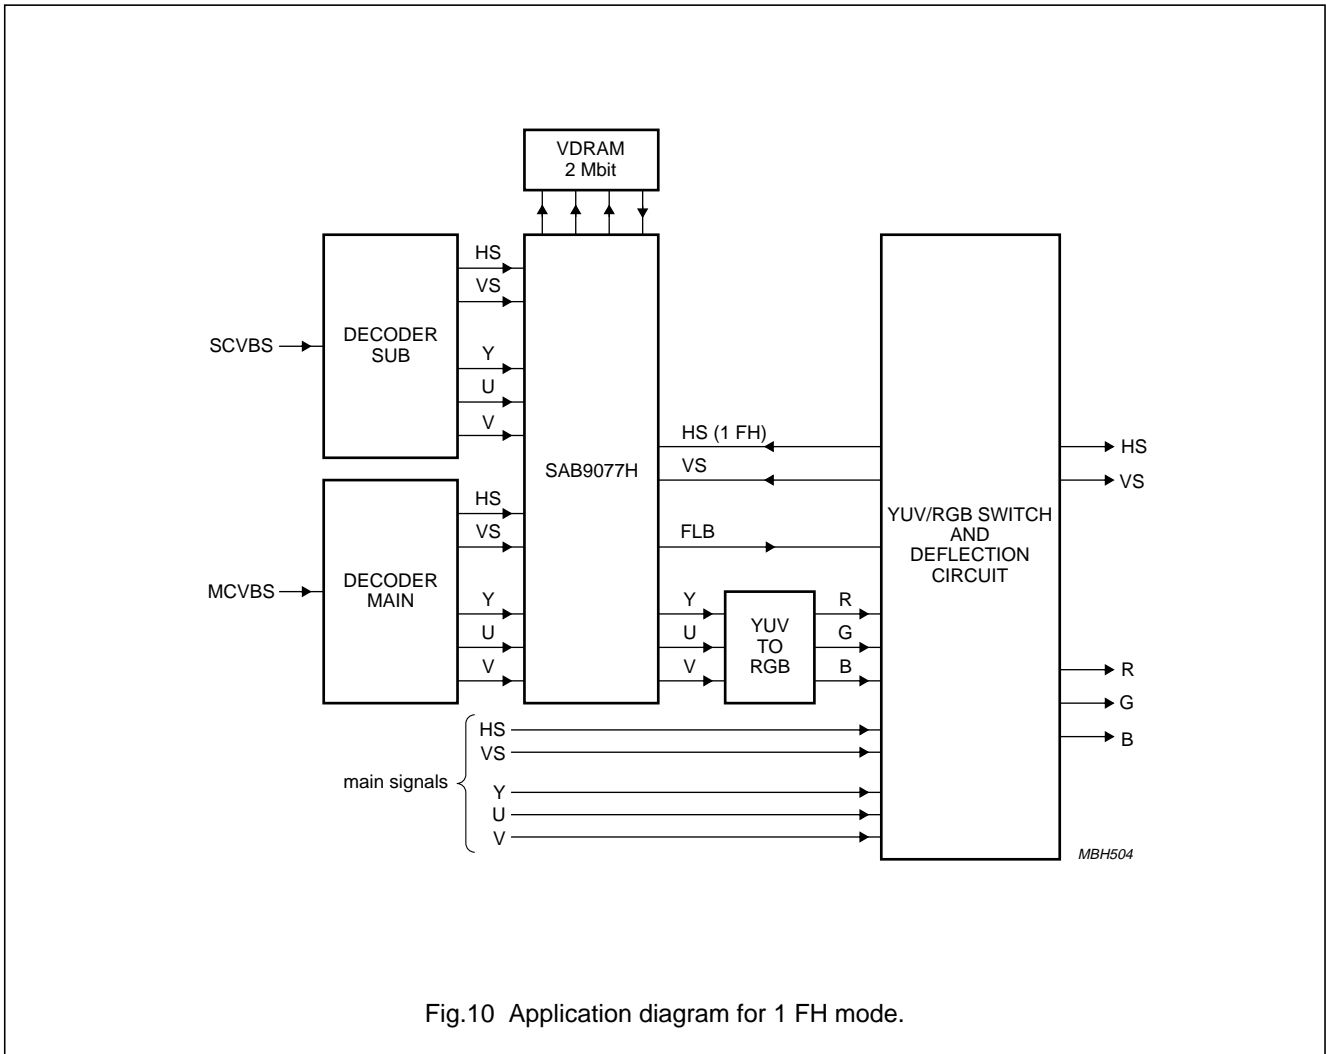 VDRAM
2 Mbit
SCVBS
DECODER
SUB
HS
VS
Y
U
V
MCVBS
DECODER
MAIN
HS
VS
Y
U
V
SAB9077H
HS (1 FH)
VS
FLB
Y
U
V
YUV
TO
RGB
R
G
B
main signals
HS
VS
Y
U
V
YUV/RGB SWITCH
AND
DEFLECTION
CIRCUIT
HS
VS
R
G
B
MBH504
Fig.10 Application diagram for 1 FH mode.